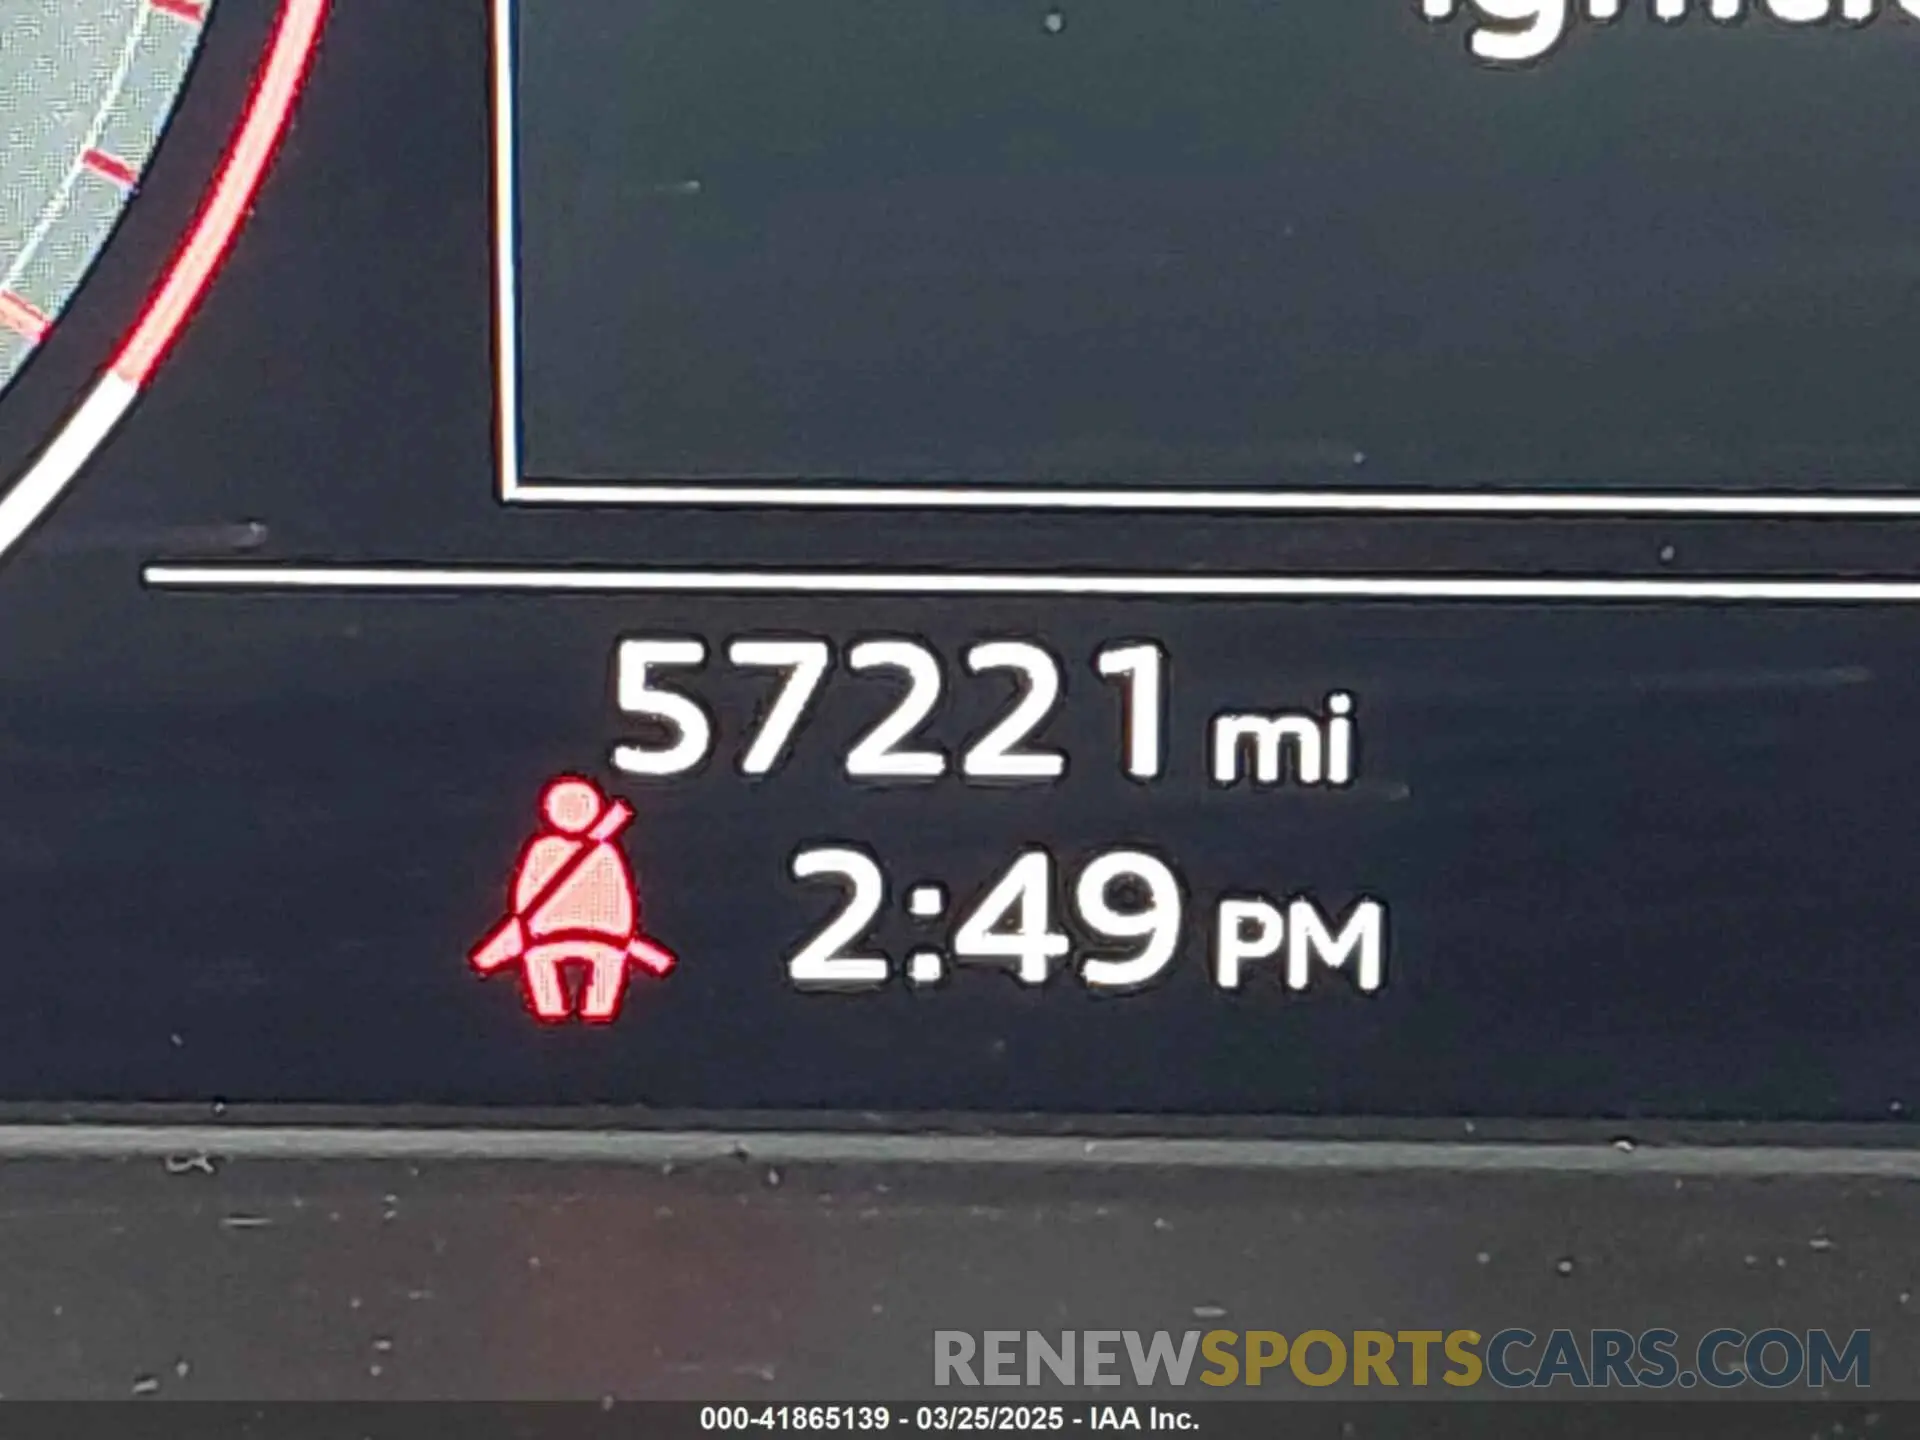 57221 mi
2:49 PM
RENEWSPORTSCARS.COM
000-41865139 - 03/25/2025 - IAA Inc.